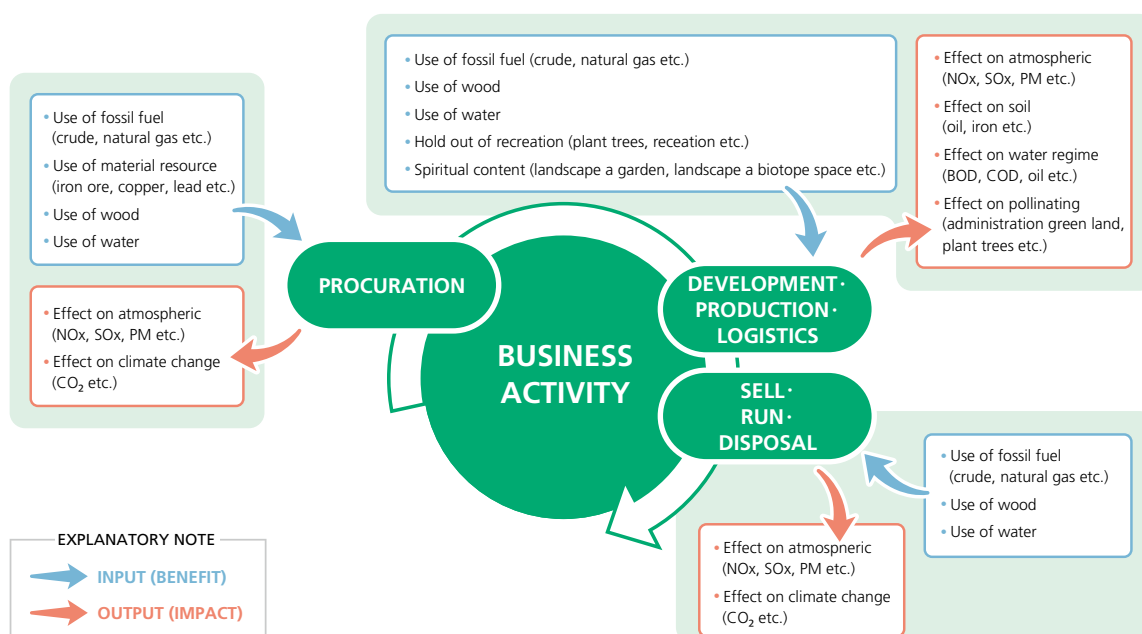 • Use of fossil fuel
(crude, natural gas etc.)
• Use of material resource
(iron ore, copper, lead etc.)
• Use of wood
• Use of water
• Effect on atmospheric
(NOx, SOx, PM etc.)
• Effect on climate change
(CO₂ etc.)
PROCURATION
• Use of fossil fuel (crude, natural gas etc.)
• Use of wood
• Use of water
• Hold out of recreation (plant trees, receation etc.)
• Spiritual content (landscape a garden, landscape a biotope space etc.)
• Effect on atmospheric
(NOx, SOx, PM etc.)
• Effect on soil
(oil, iron etc.)
• Effect on water regime
(BOD, COD, oil etc.)
• Effect on pollinating
(administration green land,
plant trees etc.)
DEVELOPMENT·
PRODUCTION·
LOGISTICS
BUSINESS
ACTIVITY
SELL·
RUN·
DISPOSAL
• Use of fossil fuel
(crude, natural gas etc.)
• Use of wood
• Use of water
• Effect on atmospneric
(NOx, SOx, PM etc.)
• Effect on climate change
(CO₂ etc.)
EXPLANATORY NOTE
INPUT (BENEFIT)
OUTPUT (IMPACT)